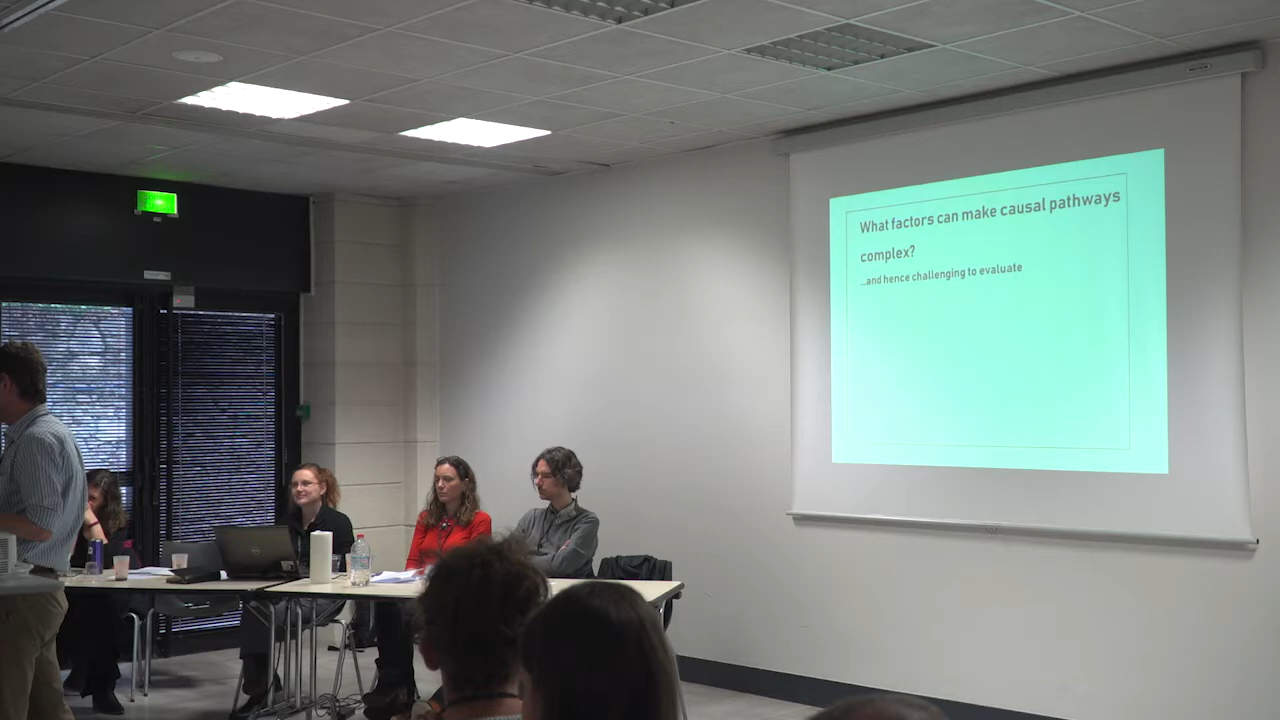 What factors can make causal pathways
complex?
...and hence challenging to evaluate